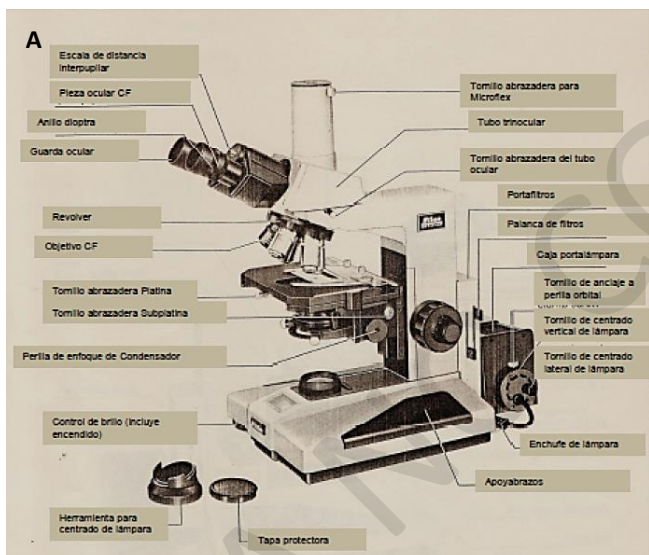 A
Escala de distancia
Interpupilar
Pieza ocular CF
Anillo dioptra
Guarda ocular
Revolver
Objetivo CF
Tornillo abrazadera Platina
Tornillo abrazadera Subplatina
Perilla de enfoque de Condensador
Control de brillo (incluye
encendido)
Herramienta para
centrado de lámpara
Tapa protectora
Tornillo abrazadera para
Microflex
Tubo trinocular
Tornillo abrazadera del tubo
ocular
Portafiltros
Palanca de filtros
Caja portalámpara
Tornillo de anclaje a
perilla orbital
Tornillo de centrado
vertical de lámpara
Tornillo de centrado
lateral de lámpara
Enchufe de lámpara
Apoyabrazos